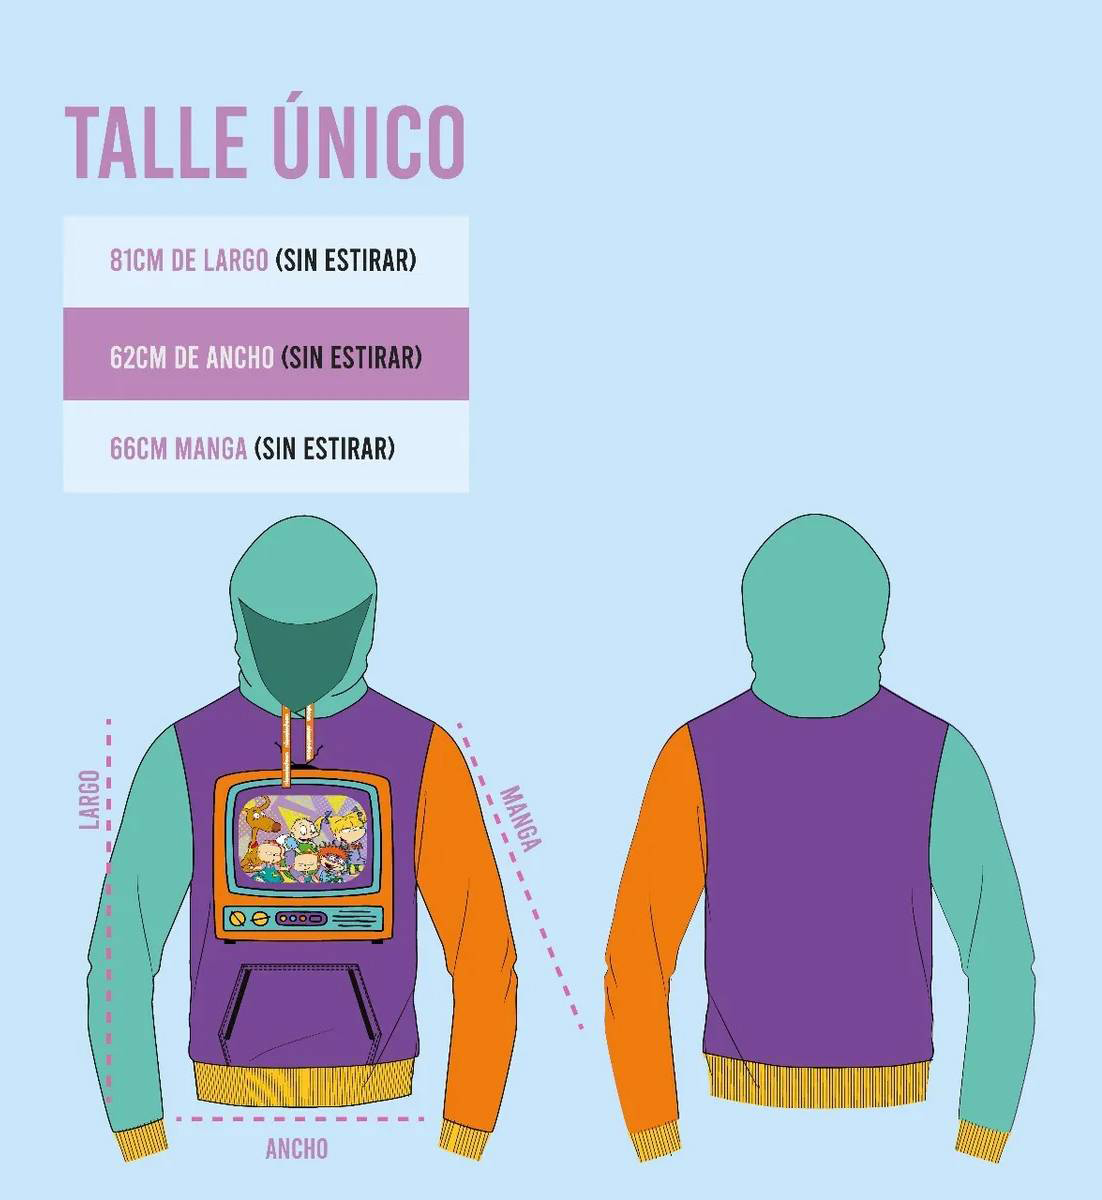 TALLE ÚNICO
81CM DE LARGO (SIN ESTIRAR)
62CM DE ANCHO (SIN ESTIRAR)
66CM MANGA (SIN ESTIRAR)
LARGO
MANGA
ANCHO